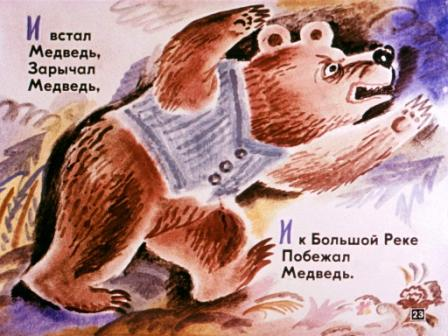 И встал
Медведь,
Зарычал
Медведь,
И к Большой Реке
Побежал
Медведь.
23